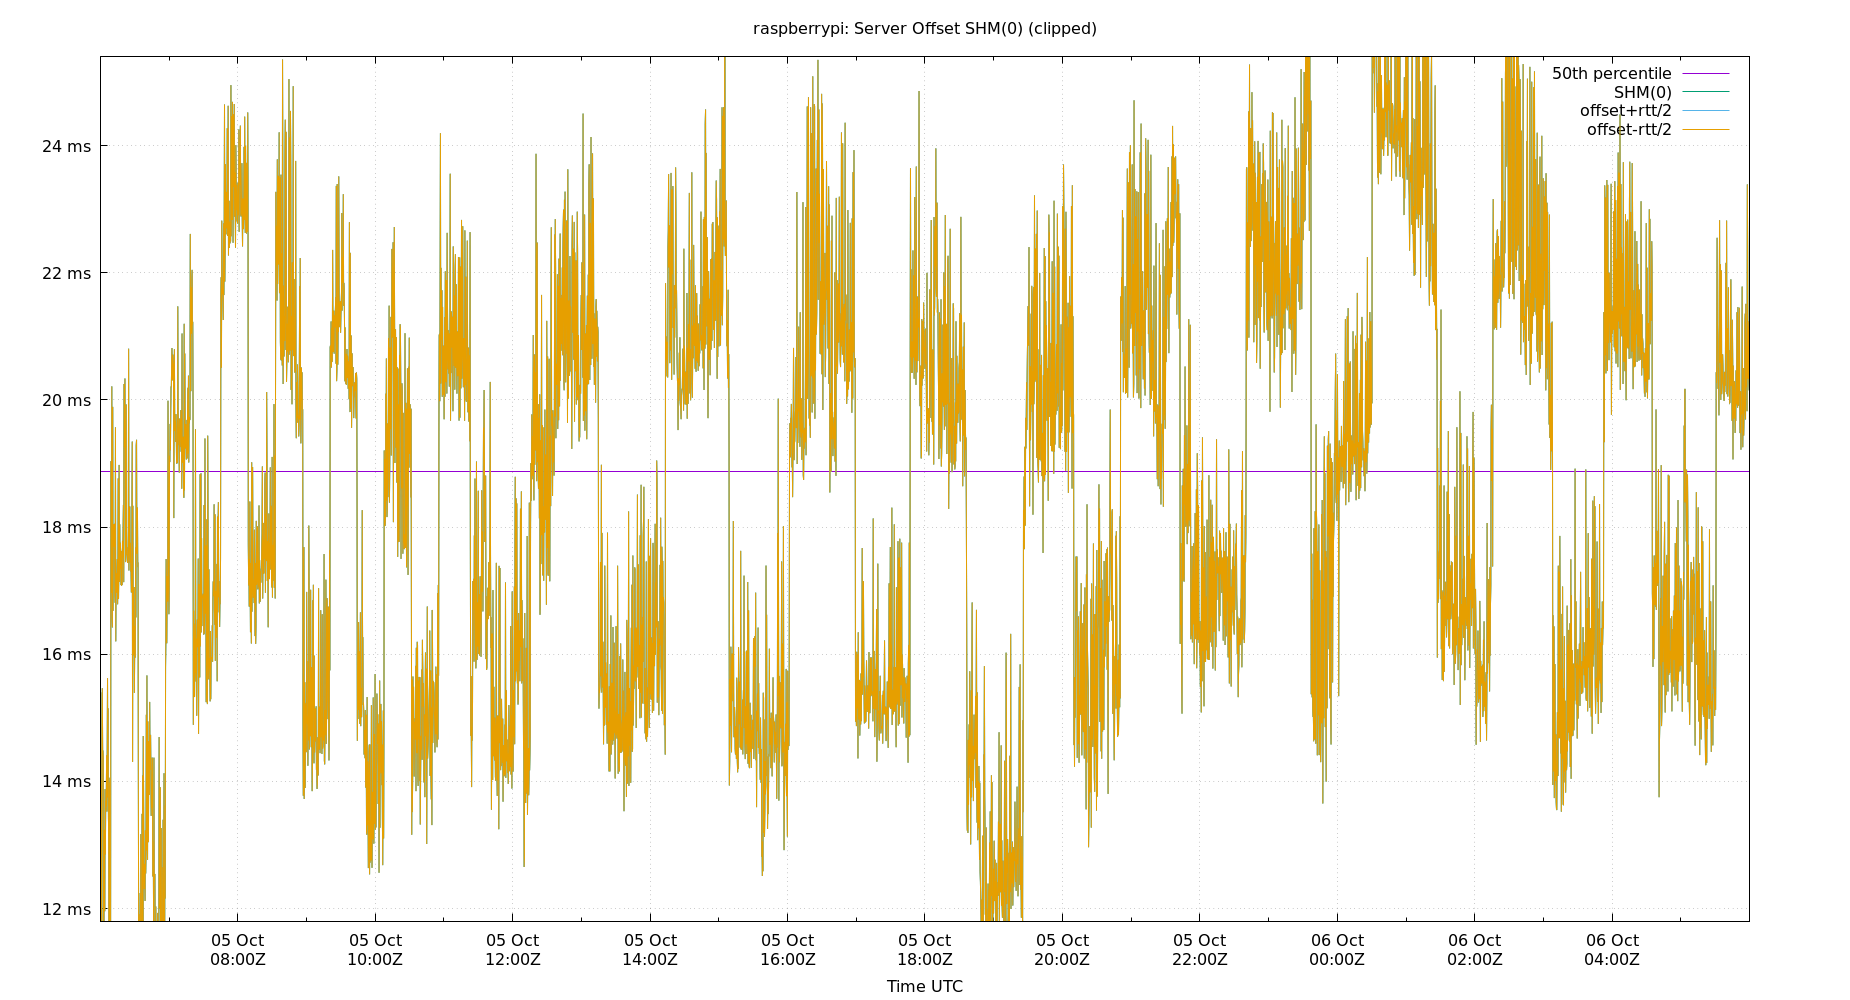 raspberrypi: Server Offset SHM(0) (clipped)
50th percentile
SHM(0)
offset+rtt/2
offset-rtt/2
24 ms
22 ms
20 ms
18 ms
16 ms
14 ms
12 ms
05 Oct 05 Oct 05 Oct 05 Oct 05 Oct 05 Oct 05 Oct 05 Oct 06 Oct 06 Oct 06 Oct
08:00Z 10:00Z 12:00Z 14:00Z 16:00Z 18:00Z 20:00Z 22:00Z 00:00Z 02:00Z 04:00Z
Time UTC